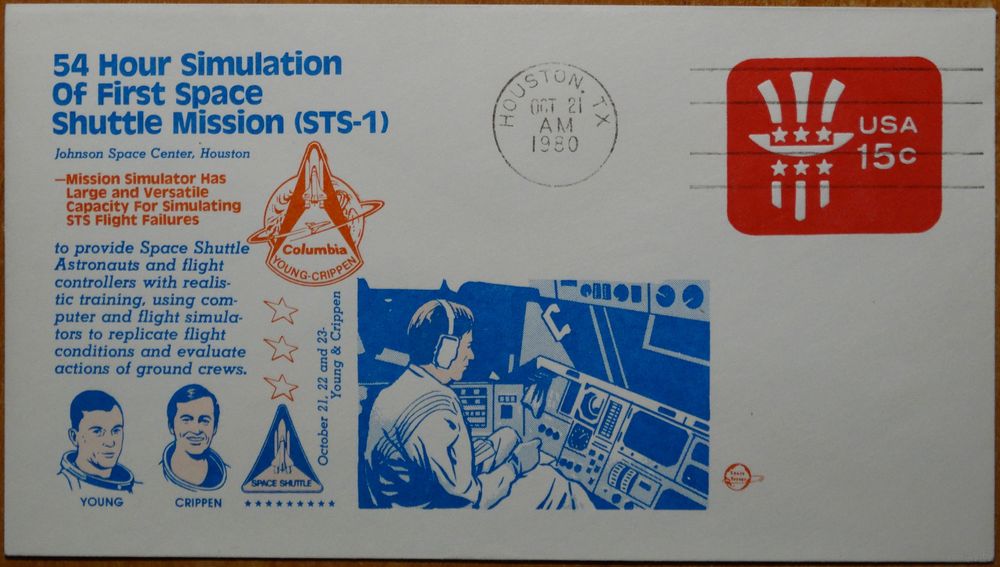 54 Hour Simulation
Of First Space
Shuttle Mission (STS-1)
Johnson Space Center, Houston
—Mission Simulator Has
Large and Versatile
Capacity For Simulating
STS Flight Failures
to provide Space Shuttle
Astronauts and flight
controllers with realis-
tic training, using com-
puter and flight simula-
tors to replicate flight
conditions and evaluate
actions of ground crews.
Columbia
YOUNG-CRIPPEN
October 21, 22 and 23-
Young & Crippen
YOUNG
CRIPPEN
SPACE SHUTTLE
HOUSTON, TX
OCT 21
AM
1980
USA
15c